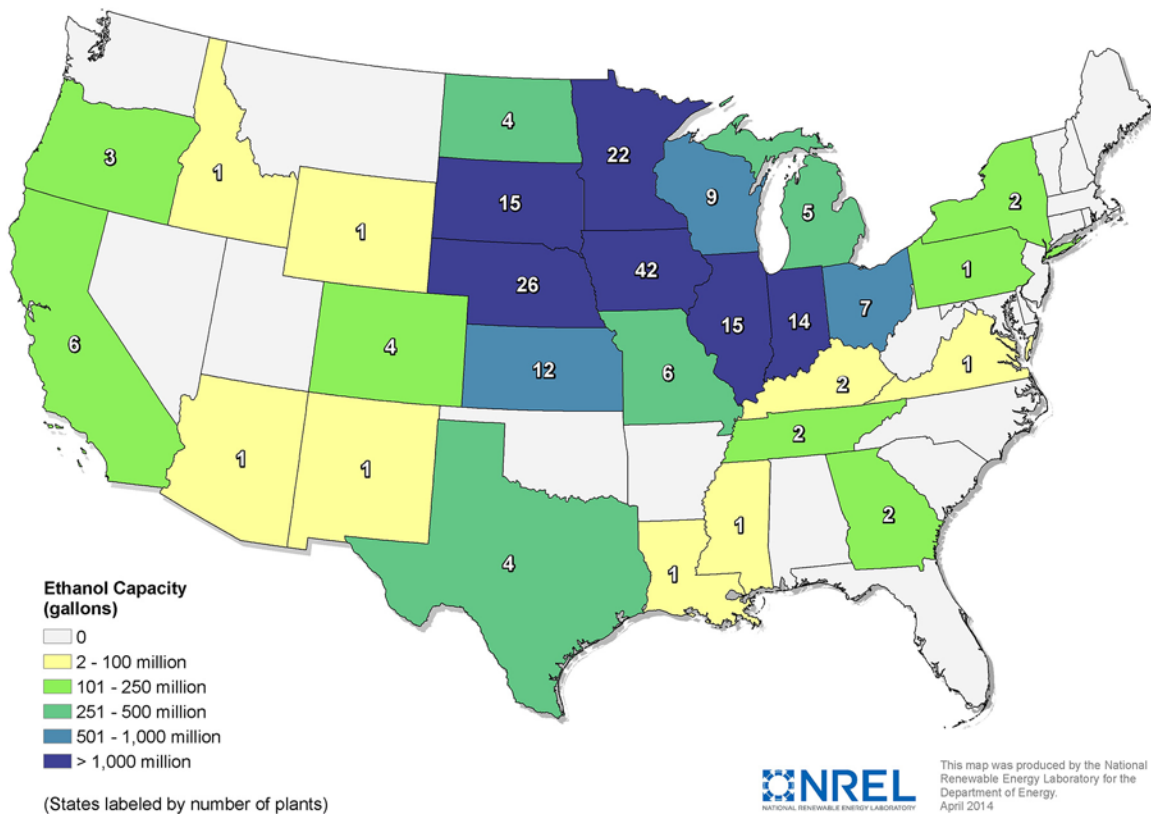 4
22
3
1
15
9
5
2
1
1
26
42
7
15
14
6
4
12
6
2
1
2
1
1
1
2
4
1
Ethanol Capacity
(gallons)
0
2 - 100 million
101 - 250 million
251 - 500 million
501 - 1,000 million
> 1,000 million
(States labeled by number of plants)
NREL
NATIONAL RENEWABLE ENERGY LABORATORY
This map was produced by the National
Renewable Energy Laboratory for the
Department of Energy.
April 2014